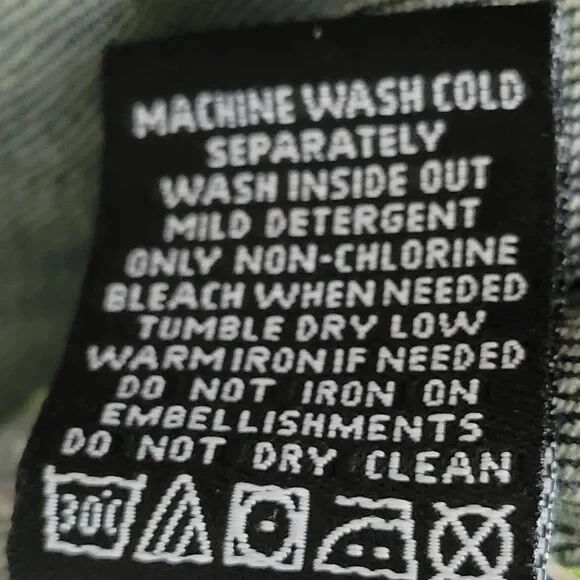 MACHINE WASH COLD
SEPARATELY
WASH INSIDE OUT
MILD DETERGENT
ONLY NON-CHLORINE
BLEACH WHEN NEEDED
TUMBLE DRY LOW
WARM IRON IF NEEDED
DO NOT IRON ON
EMBELLISHMENTS
DO NOT DRY CLEAN
30C